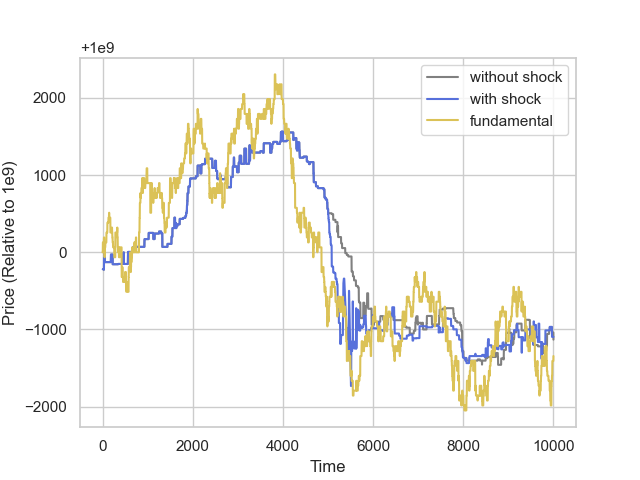 +1e9
2000
1000
0
−1000
−2000
Price (Relative to 1e9)
without shock
with shock
fundamental
0
2000
4000
6000
8000
10000
Time